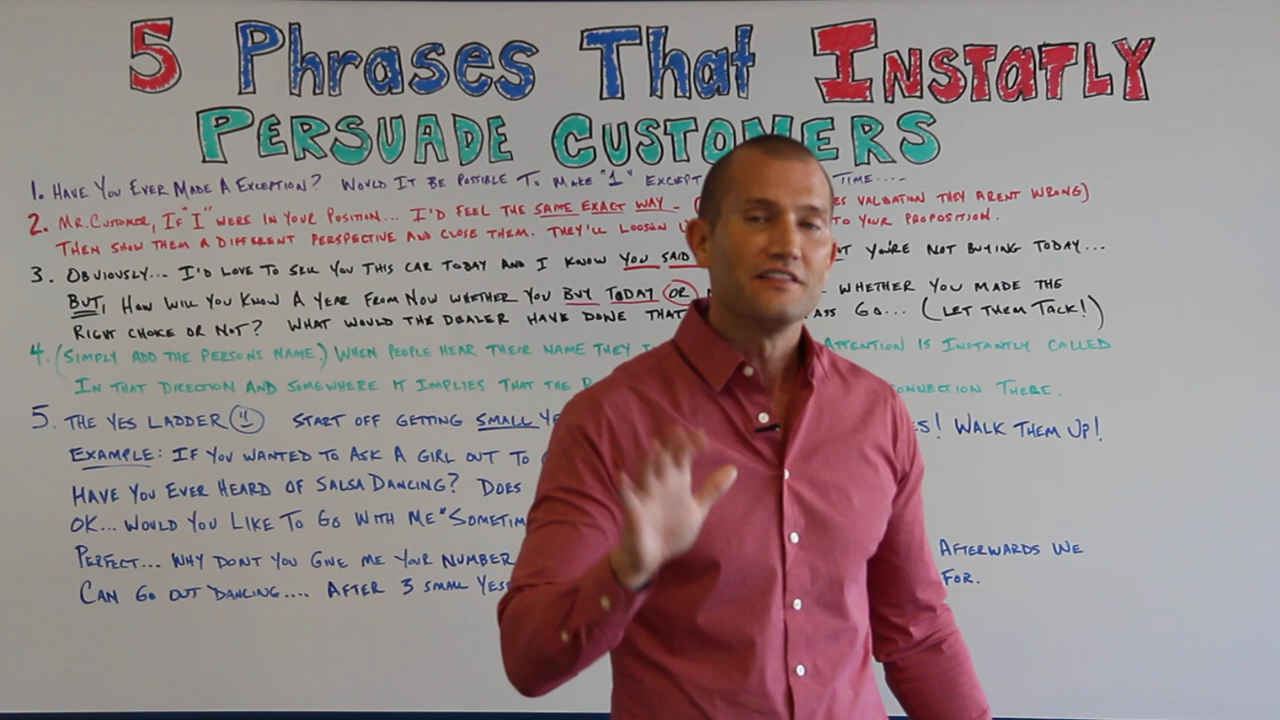 5 Phrases That INSTATLY
PERSUADE CUSTOMERS
1. HAVE YOU EVER MADE A EXCEPTION? WOULD IT BE POSSIBLE TO MAKE "1" EXCEPT TIME....
2. MR. CUSTOMER, IF "I" WERE IN YOUR POSITION... I'D FEEL THE SAME EXACT WAY - VALIDATION THEY ARENT WRONG)
THEN SHOW THEM A DIFFERENT PERSPECTIVE AND CLOSE THEM. THEY'LL LOOSEN TO YOUR PROPOSITION.
3. OBVIOUSLY... I'D LOVE TO SELL YOU THIS CAR TODAY AND I KNOW YOU SAID YOU'RE NOT BUYING TODAY...
BUT, HOW WILL YOU KNOW A YEAR FROM NOW WHETHER YOU BUY TODAY OR WHETHER YOU MADE THE
RIGHT CHOICE OR NOT? WHAT WOULD THE DEALER HAVE DONE THAT GO... (LET THEM TALK!)
4. (SIMPLY ADD THE PERSONS NAME) WHEN PEOPLE HEAR THEIR NAME THEY ATTENTION IS INSTANTLY CALLED
IN THAT DIRECTION AND SOMEWHERE IT IMPLIES THAT THE CONNECTION THERE.
5. THE YES LADDER START OFF GETTING SMALL WALK THEM UP!
EXAMPLE: IF YOU WANTED TO ASK A GIRL OUT TO
HAVE YOU EVER HEARD OF SALSA DANCING? DOES
OK... WOULD YOU LIKE TO GO WITH ME "SOMETIM
PERFECT... WHY DONT YOU GIVE ME YOUR NUMBER AFTERWARDS WE
CAN GO OUT DANCING.... AFTER 3 SMALL YES FOR.